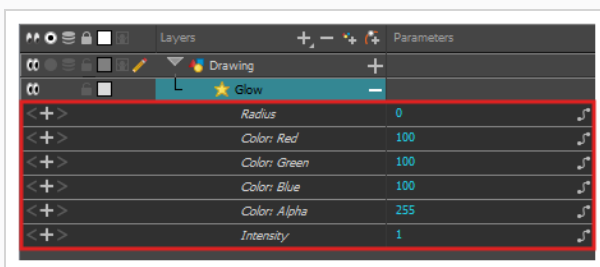 Layers Parameters
Drawing
Glow
Radius 0
Color: Red 100
Color: Green 100
Color: Blue 100
Color: Alpha 255
Intensity 1